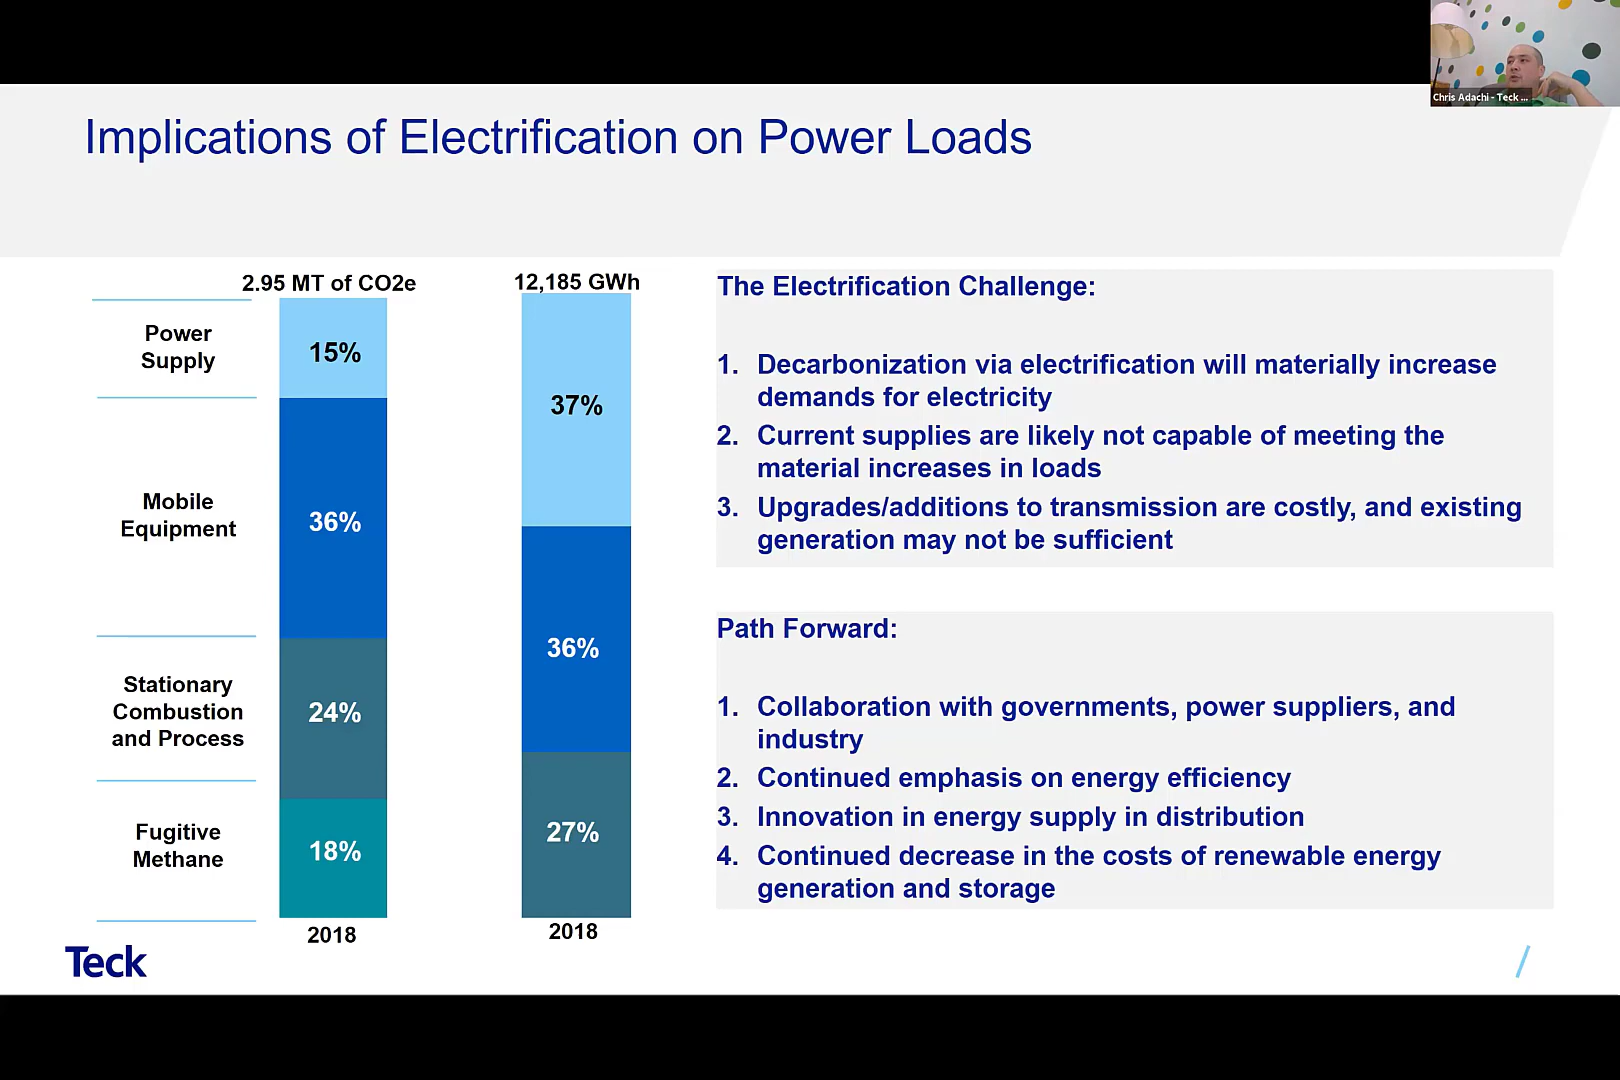 Chris Adachi - Teck ...
Implications of Electrification on Power Loads
2.95 MT of CO2e
12,185 GWh
Power
Supply
15%
37%
Mobile
Equipment
36%
36%
Stationary
Combustion
and Process
24%
27%
Fugitive
Methane
18%
2018
2018
The Electrification Challenge:
1. Decarbonization via electrification will materially increase
demands for electricity
2. Current supplies are likely not capable of meeting the
material increases in loads
3. Upgrades/additions to transmission are costly, and existing
generation may not be sufficient
Path Forward:
1. Collaboration with governments, power suppliers, and
industry
2. Continued emphasis on energy efficiency
3. Innovation in energy supply in distribution
4. Continued decrease in the costs of renewable energy
generation and storage
Teck
/